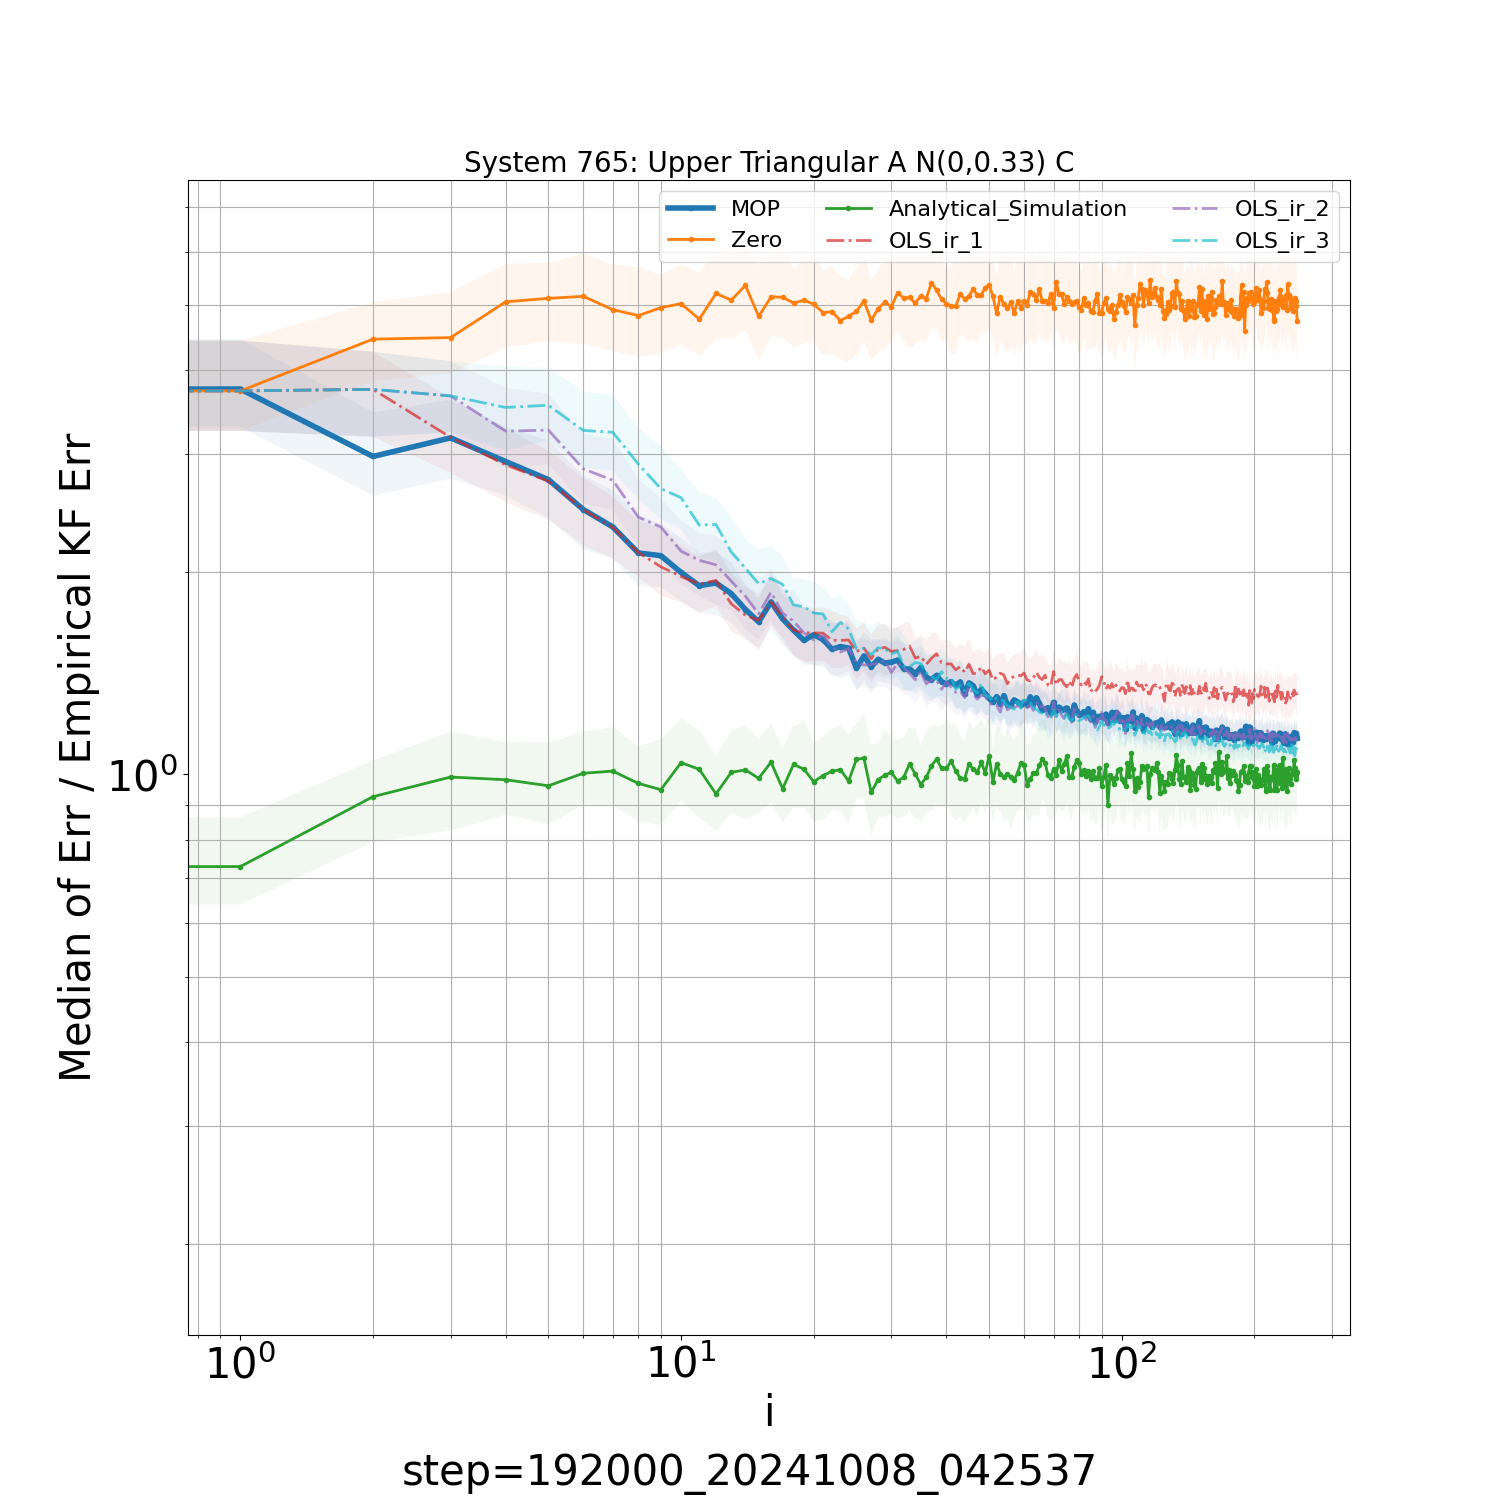 System 765: Upper Triangular A N(0,0.33) C
MOP
Zero
Analytical_Simulation
OLS_ir_1
OLS_ir_2
OLS_ir_3
Median of Err / Empirical KF Err
10⁰
10⁰ 10¹ 10²
i
step=192000_20241008_042537